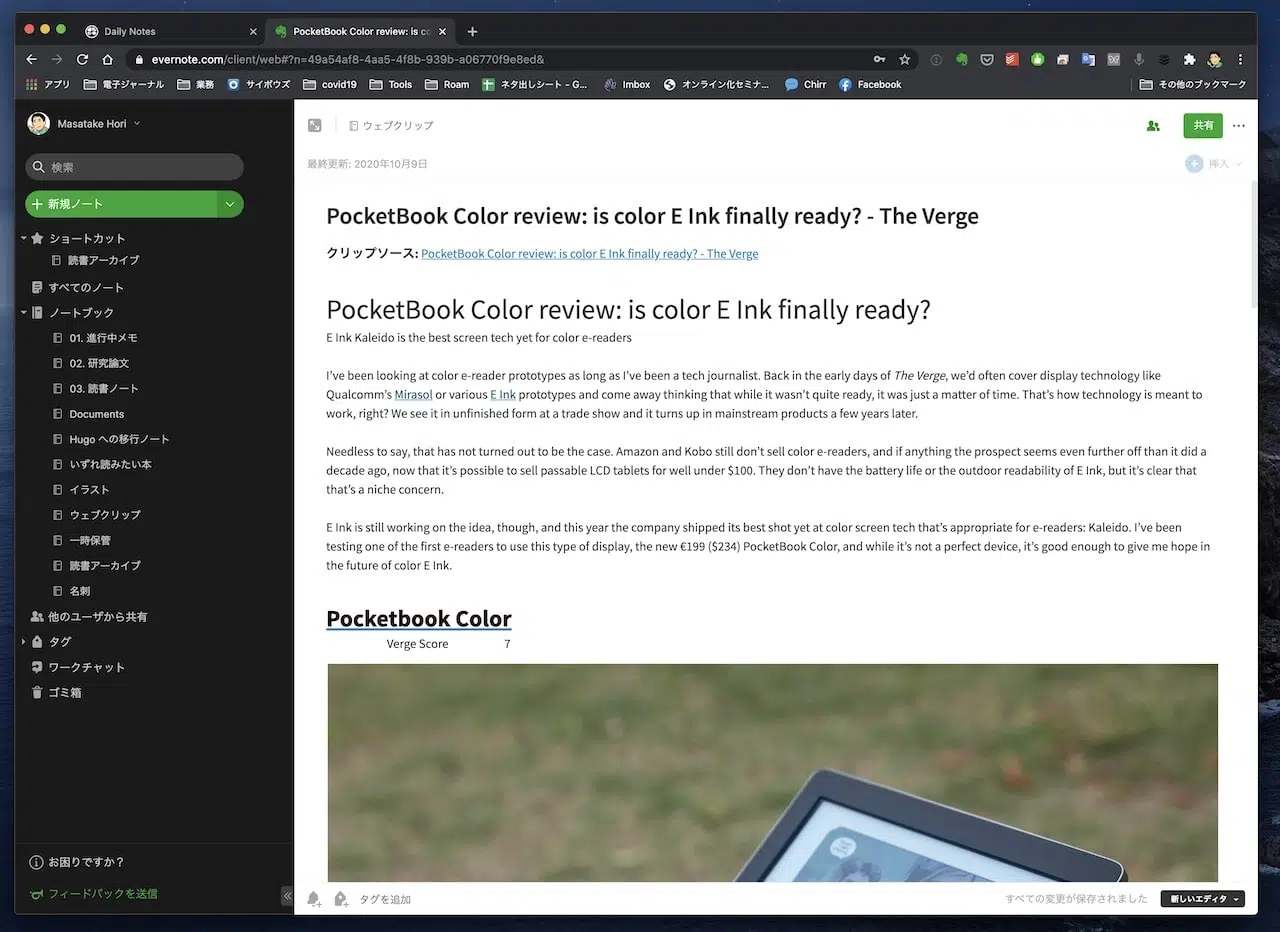 Daily Notes
PocketBook Color review: is co
evernote.com/client/web#?n=49a54af8-4aa5-4f8b-939b-a06770f9e8ed&
アプリ
電子ジャーナル
業務
サイボウズ
covid19
Tools
Roam
ネタ出しシート - G...
Imbox
オンライン化セミナ...
Chirr
Facebook
その他のブックマーク
Masatake Hori
検索
新規ノート
ショートカット
読書アーカイブ
すべてのノート
ノートブック
01. 進行中メモ
02. 研究論文
03. 読書ノート
Documents
Hugo への移行ノート
いずれ読みたい本
イラスト
ウェブクリップ
一時保管
読書アーカイブ
名刺
他のユーザから共有
タグ
ワークチャット
ゴミ箱
お困りですか？
フィードバックを送信
ウェブクリップ
共有
最終更新: 2020年10月9日
挿入
PocketBook Color review: is color E Ink finally ready? - The Verge
クリップソース: PocketBook Color review: is color E Ink finally ready? - The Verge
PocketBook Color review: is color E Ink finally ready?
E Ink Kaleido is the best screen tech yet for color e-readers
I've been looking at color e-reader prototypes as long as I've been a tech journalist. Back in the early days of The Verge, we'd often cover display technology like
Qualcomm's Mirasol or various E Ink prototypes and come away thinking that while it wasn't quite ready, it was just a matter of time. That's how technology is meant to
work, right? We see it in unfinished form at a trade show and it turns up in mainstream products a few years later.
Needless to say, that has not turned out to be the case. Amazon and Kobo still don't sell color e-readers, and if anything the prospect seems even further off than it did a
decade ago, now that it's possible to sell passable LCD tablets for well under $100. They don't have the battery life or the outdoor readability of E Ink, but it's clear that
that's a niche concern.
E Ink is still working on the idea, though, and this year the company shipped its best shot yet at color screen tech that's appropriate for e-readers: Kaleido. I've been
testing one of the first e-readers to use this type of display, the new €199 ($234) PocketBook Color, and while it's not a perfect device, it's good enough to give me hope in
the future of color E Ink.
Pocketbook Color
Verge Score 7
タグを追加
すべての変更が保存されました
新しいエディタ